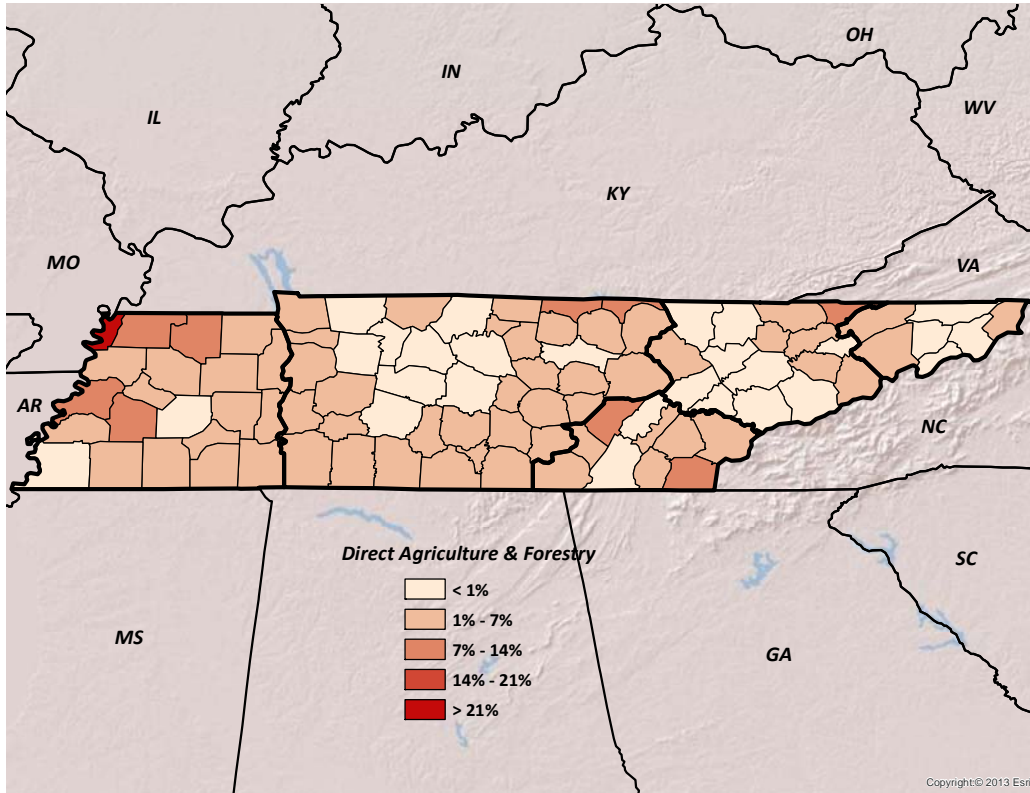 OH
IN
WV
IL
KY
MO
VA
AR
NC
Direct Agriculture & Forestry
SC
< 1%
1% - 7%
MS
7% - 14%
GA
14% - 21%
> 21%
Copyright:© 2013 Esri